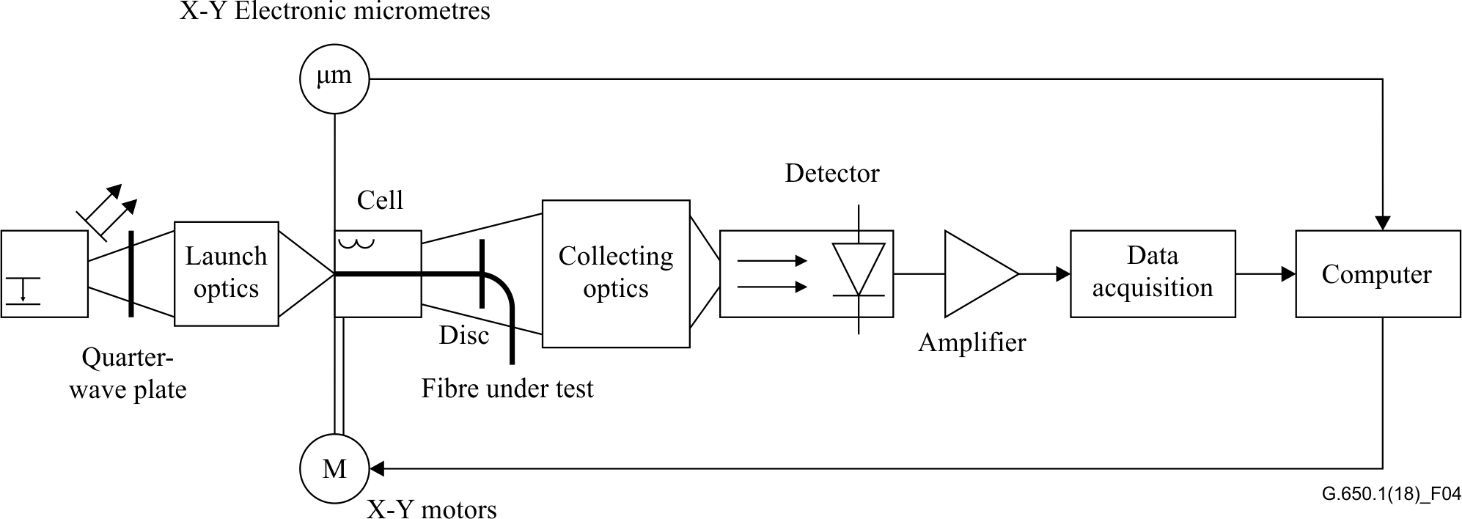 X-Y Electronic micrometres
μm
Detector
Cell
Launch
optics
Collecting
optics
Data
acquisition
Computer
Disc
Amplifier
Quarter-
wave plate
Fibre under test
M
X-Y motors
G.650.1(18)_F04